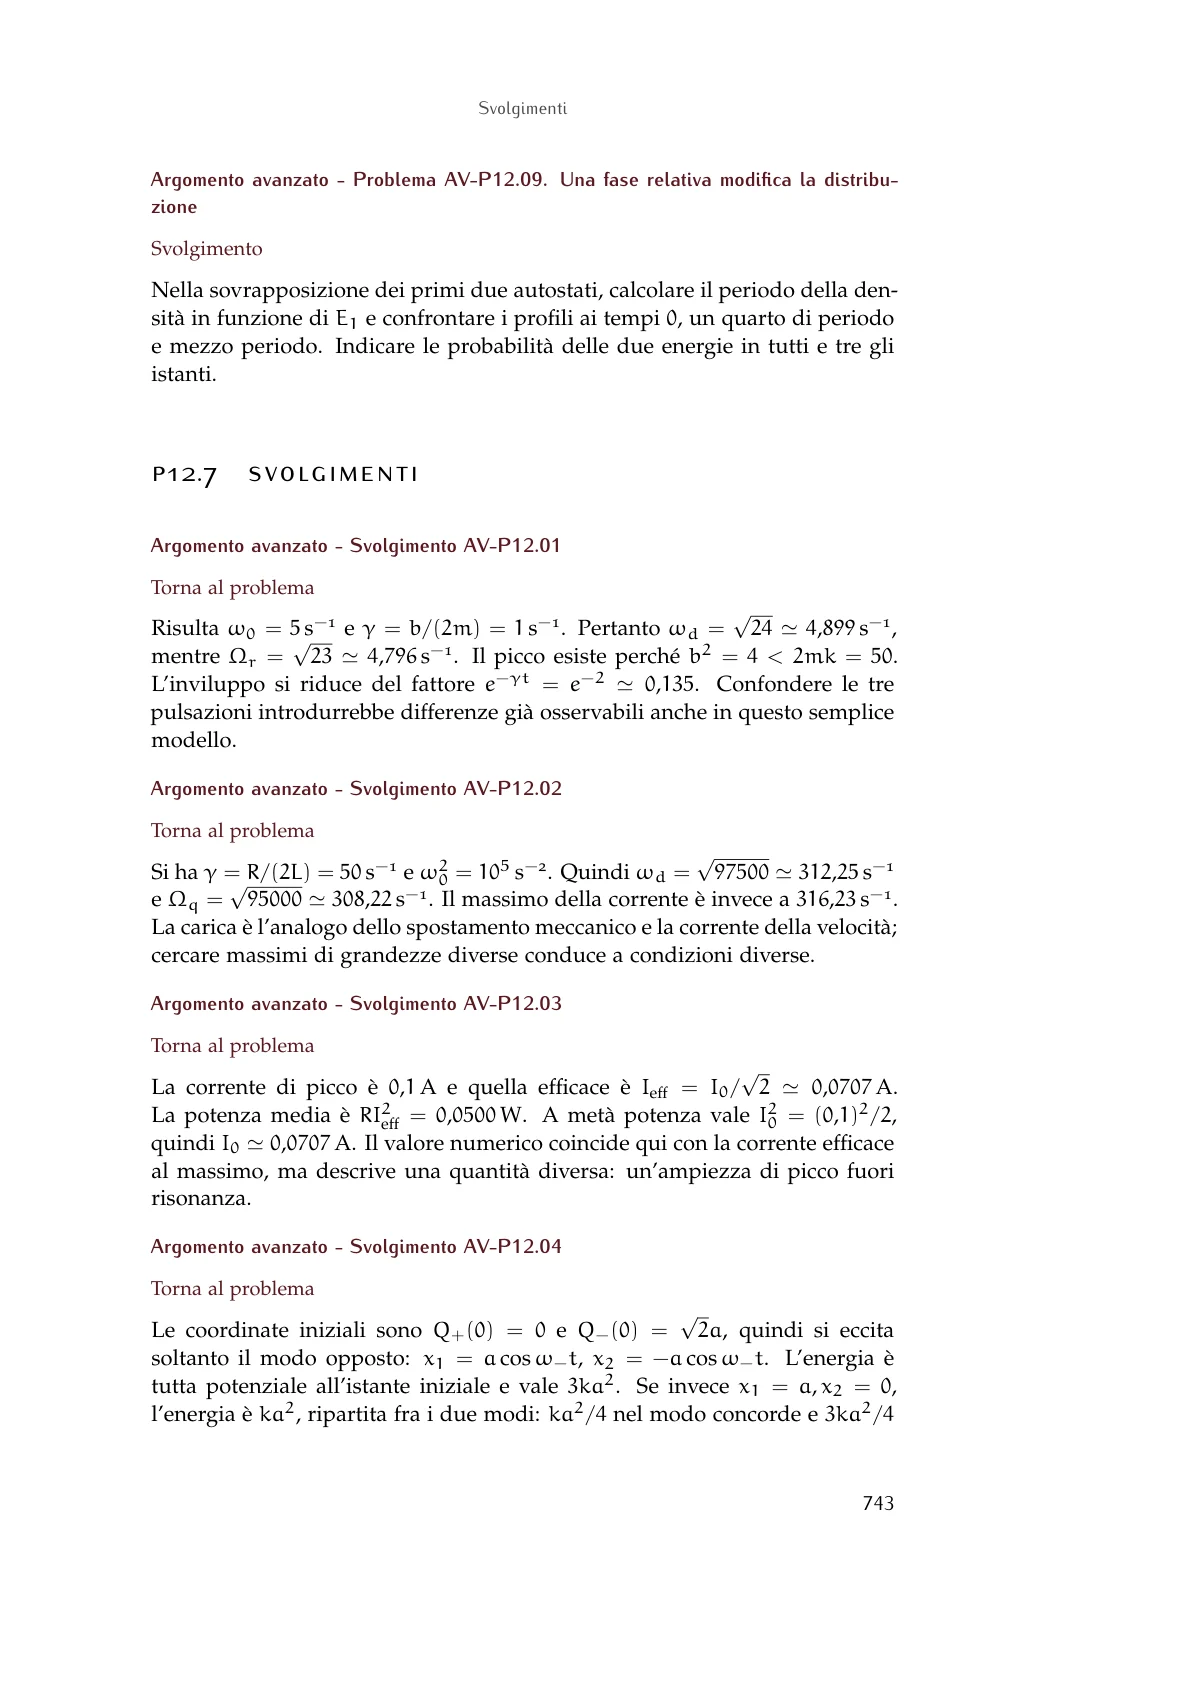 Svolgimenti
Argomento avanzato – Problema AV-P12.09. Una fase relativa modifica la distribu-
zione
Svolgimento
Nella sovrapposizione dei primi due autostati, calcolare il periodo della den-
sità in funzione di E₁ e confrontare i profili ai tempi 0, un quarto di periodo
e mezzo periodo. Indicare le probabilità delle due energie in tutti e tre gli
istanti.
P12.7 SVOLGIMENTI
Argomento avanzato – Svolgimento AV-P12.01
Torna al problema
Risulta ω₀ = 5 s⁻¹ e γ = b/(2m) = 1 s⁻¹. Pertanto ω_d = √24 ≃ 4,899 s⁻¹,
mentre Ω_r = √23 ≃ 4,796 s⁻¹. Il picco esiste perché b² = 4 < 2mk = 50.
L'inviluppo si riduce del fattore e^{−γt} = e⁻² ≃ 0,135. Confondere le tre
pulsazioni introdurrebbe differenze già osservabili anche in questo semplice
modello.
Argomento avanzato – Svolgimento AV-P12.02
Torna al problema
Si ha γ = R/(2L) = 50 s⁻¹ e ω₀² = 10⁵ s⁻². Quindi ω_d = √97500 ≃ 312,25 s⁻¹
e Ω_q = √95000 ≃ 308,22 s⁻¹. Il massimo della corrente è invece a 316,23 s⁻¹.
La carica è l'analogo dello spostamento meccanico e la corrente della velocità;
cercare massimi di grandezze diverse conduce a condizioni diverse.
Argomento avanzato – Svolgimento AV-P12.03
Torna al problema
La corrente di picco è 0,1 A e quella efficace è I_eff = I₀/√2 ≃ 0,0707 A.
La potenza media è RI²_eff = 0,0500 W. A metà potenza vale I₀² = (0,1)²/2,
quindi I₀ ≃ 0,0707 A. Il valore numerico coincide qui con la corrente efficace
al massimo, ma descrive una quantità diversa: un'ampiezza di picco fuori
risonanza.
Argomento avanzato – Svolgimento AV-P12.04
Torna al problema
Le coordinate iniziali sono Q₊(0) = 0 e Q₋(0) = √2a, quindi si eccita
soltanto il modo opposto: x₁ = a cos ω₋t, x₂ = −a cos ω₋t. L'energia è
tutta potenziale all'istante iniziale e vale 3ka². Se invece x₁ = a, x₂ = 0,
l'energia è ka², ripartita fra i due modi: ka²/4 nel modo concorde e 3ka²/4
743